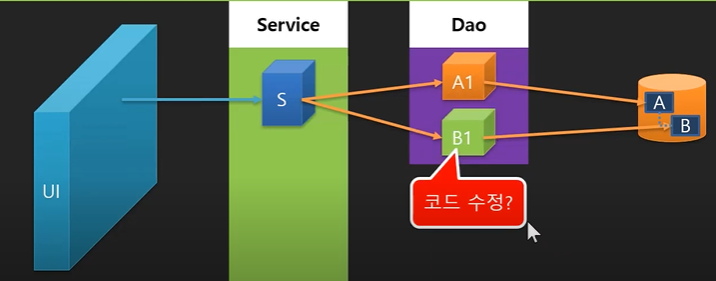 Service
Dao
UI
S
A1
B1
A
B
코드 수정?